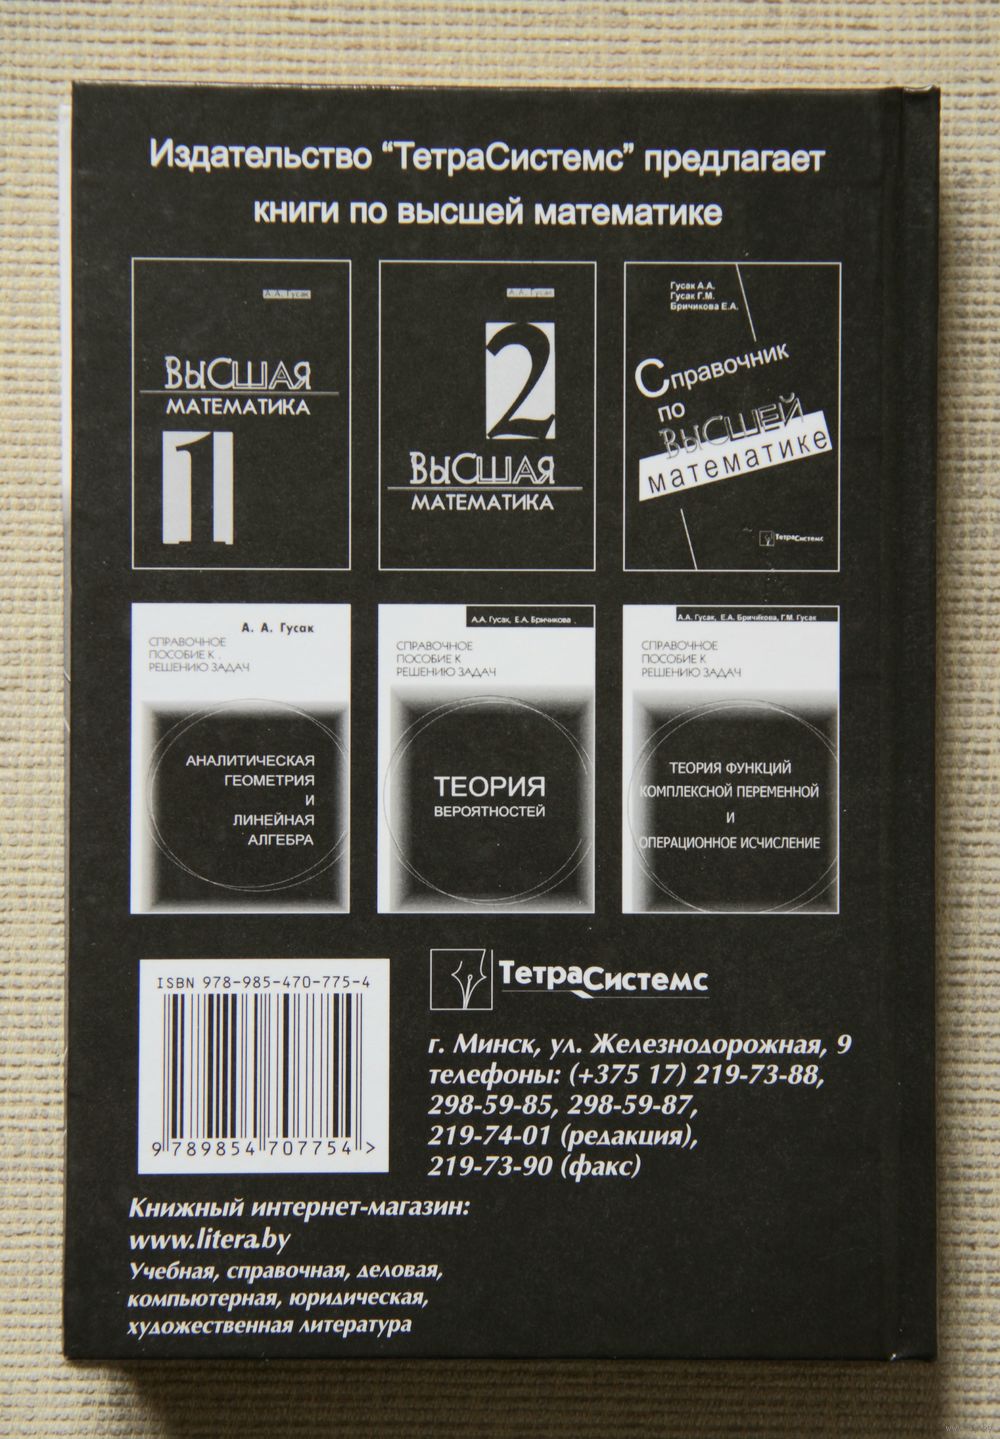 Издательство “ТетраСистемс” предлагает
книги по высшей математике
А.А. Гусак
ВЫСШАЯ
МАТЕМАТИКА
1
А.А. Гусак
2
ВЫСШАЯ
МАТЕМАТИКА
Гусак А.А.
Гусак Г.М.
Бричикова Е.А.
Справочник
по
ВЫСШЕЙ
математике
ТетраСистемс
А. А. Гусак
СПРАВОЧНОЕ
ПОСОБИЕ К
РЕШЕНИЮ ЗАДАЧ
АНАЛИТИЧЕСКАЯ
ГЕОМЕТРИЯ
И
ЛИНЕЙНАЯ
АЛГЕБРА
А.А. Гусак, Е.А. Бричикова
СПРАВОЧНОЕ
ПОСОБИЕ К
РЕШЕНИЮ ЗАДАЧ
ТЕОРИЯ
ВЕРОЯТНОСТЕЙ
А.А. Гусак, Е.А. Бричикова, Г.М. Гусак
СПРАВОЧНОЕ
ПОСОБИЕ К
РЕШЕНИЮ ЗАДАЧ
ТЕОРИЯ ФУНКЦИЙ
КОМПЛЕКСНОЙ ПЕРЕМЕННОЙ
И
ОПЕРАЦИОННОЕ ИСЧИСЛЕНИЕ
ISBN 978-985-470-775-4
9 789854 707754 >
ТетраСистемс
г. Минск, ул. Железнодорожная, 9
телефоны: (+375 17) 219-73-88,
298-59-85, 298-59-87,
219-74-01 (редакция),
219-73-90 (факс)
Книжный интернет-магазин:
www.litera.by
Учебная, справочная, деловая,
компьютерная, юридическая,
художественная литература